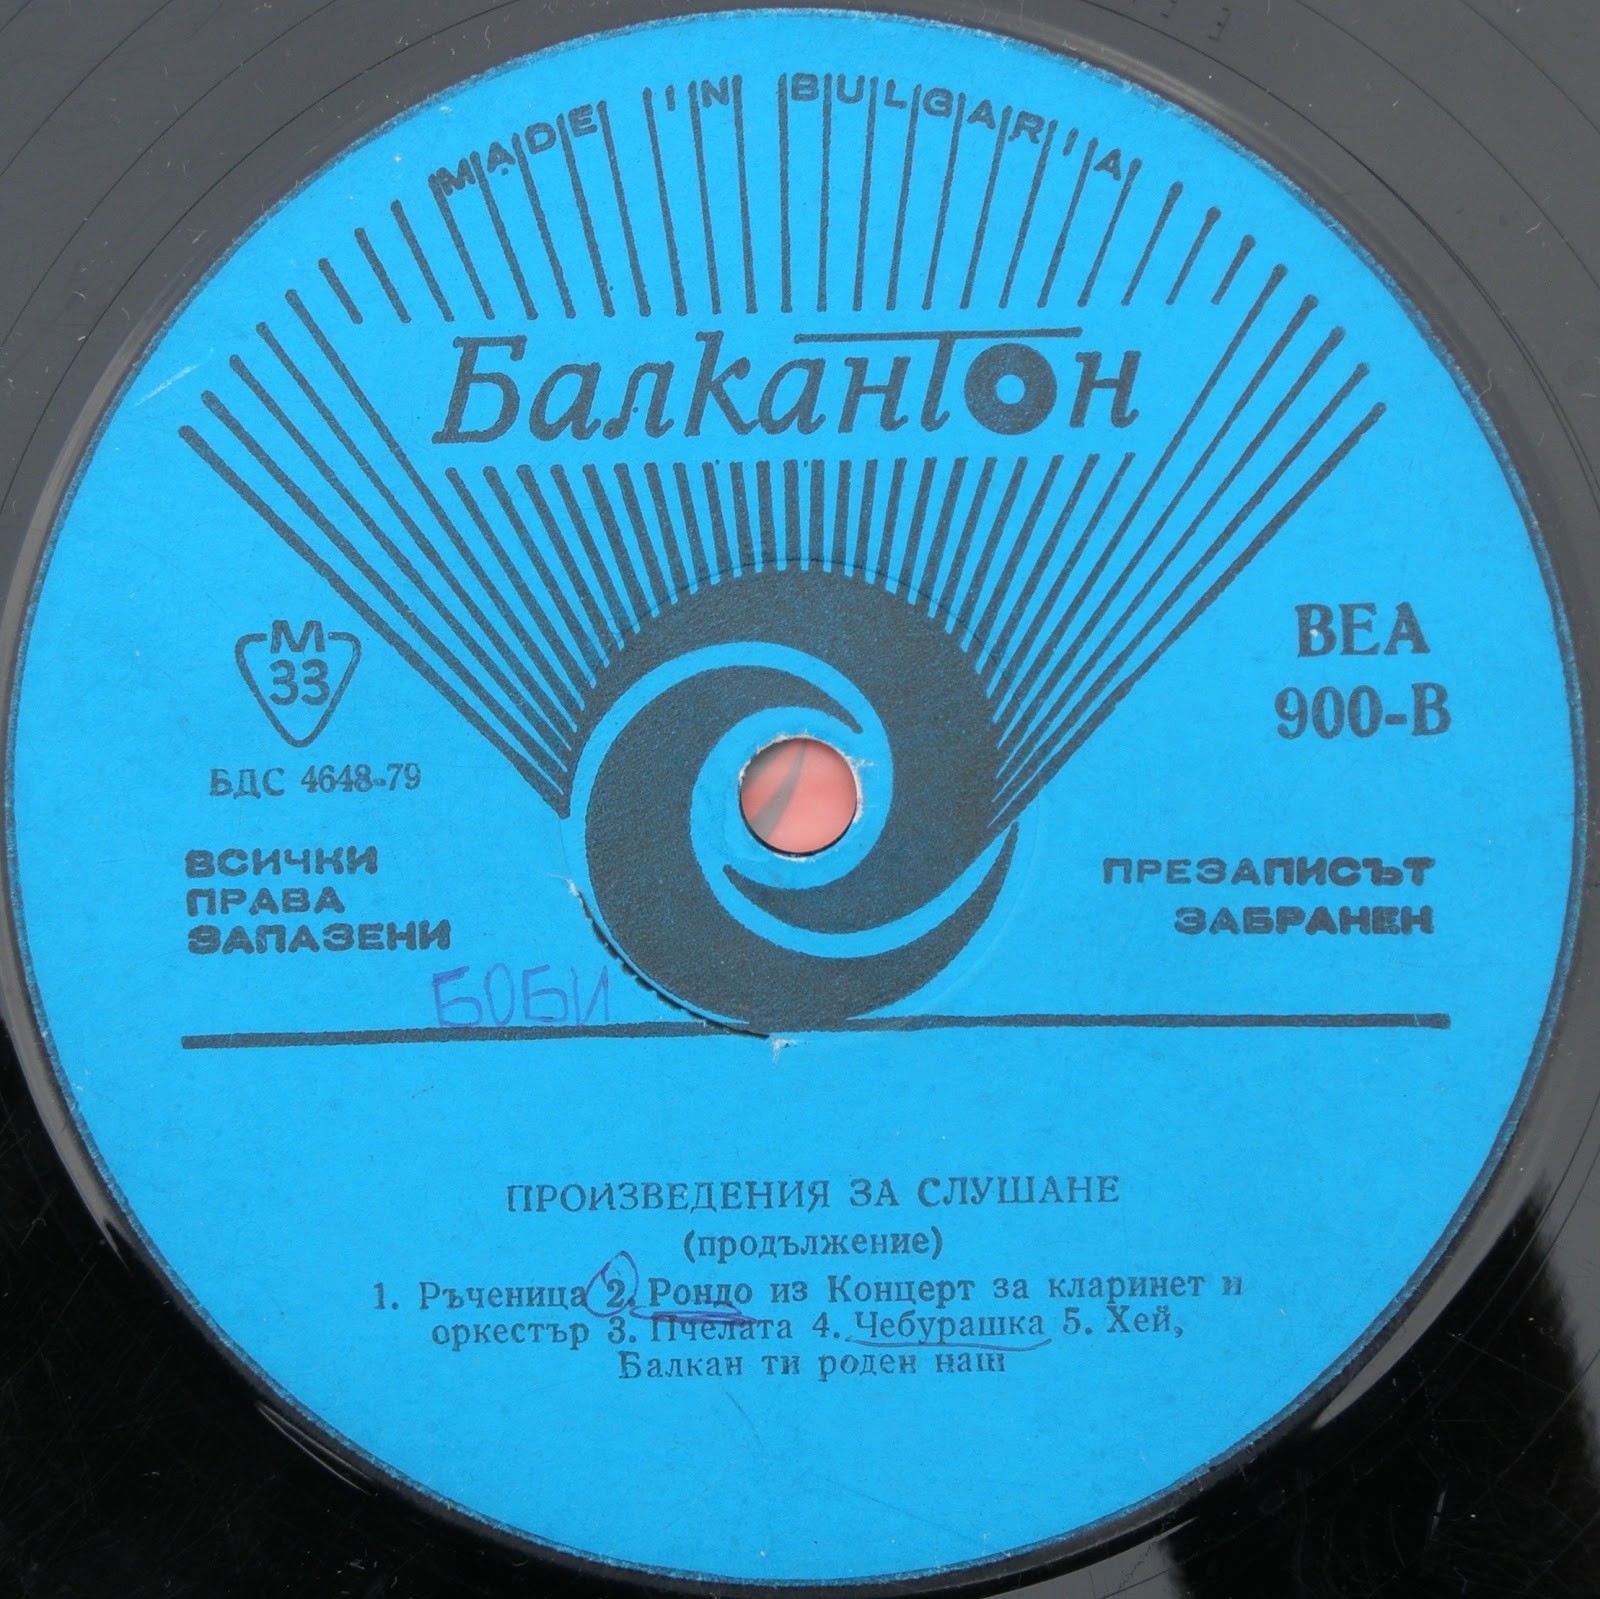 MADE IN BULGARIA
Балкантон
М
33
БДС 4648-79
ВЕА
900-В
ВСИЧКИ
ПРАВА
ЗАПАЗЕНИ
ПРЕЗАПИСЪТ
ЗАБРАНЕН
БОБИ
ПРОИЗВЕДЕНИЯ ЗА СЛУШАНЕ
(продължение)
1. Ръченица 2. Рондо из Концерт за кларинет и
оркестър 3. Пчелата 4. Чебурашка 5. Хей,
Балкан ти роден наш